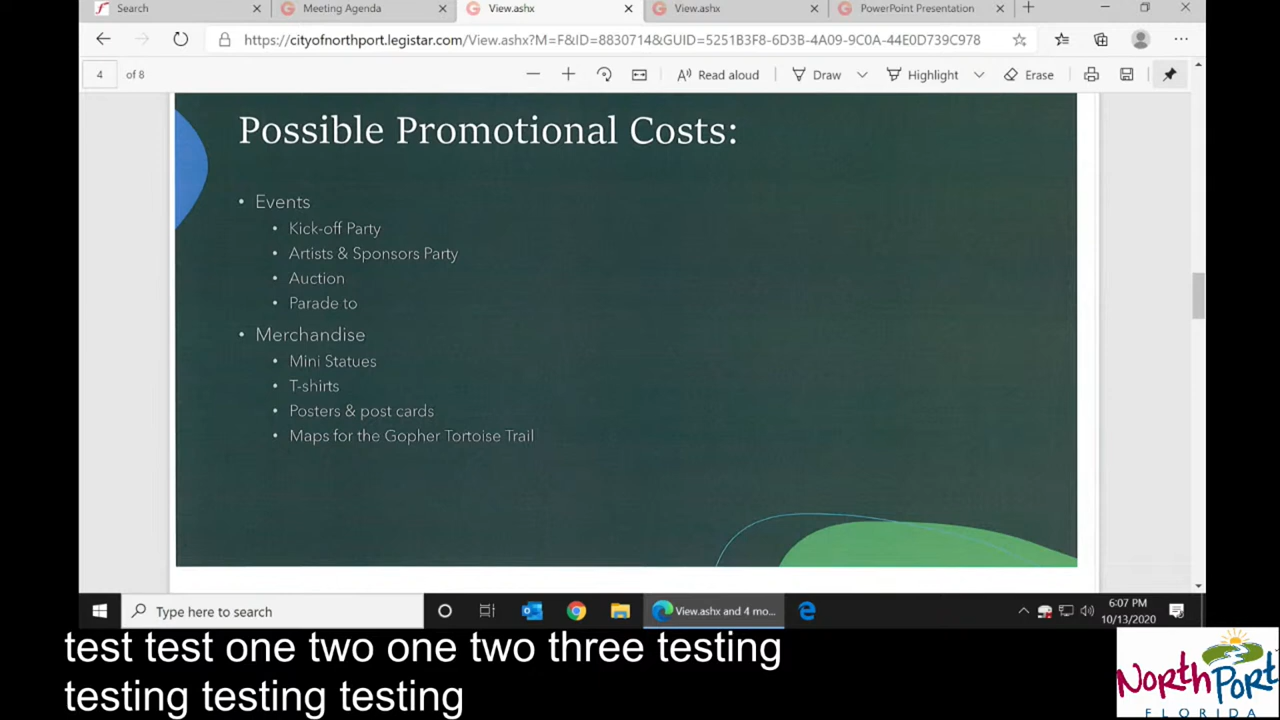 Search
Meeting Agenda
View.ashx
View.ashx
PowerPoint Presentation
https://cityofnorthport.legistar.com/View.ashx?M=F&ID=8830714&GUID=5251B3F8-6D3B-4A09-9C0A-44E0D739C978
4 of 8
Read aloud
Draw
Highlight
Erase
Possible Promotional Costs:
• Events
• Kick-off Party
• Artists & Sponsors Party
• Auction
• Parade to
• Merchandise
• Mini Statues
• T-shirts
• Posters & post cards
• Maps for the Gopher Tortoise Trail
Type here to search
View.ashx and 4 mo...
6:07 PM
10/13/2020
test test one two one two three testing
testing testing testing
North Port
FLORIDA